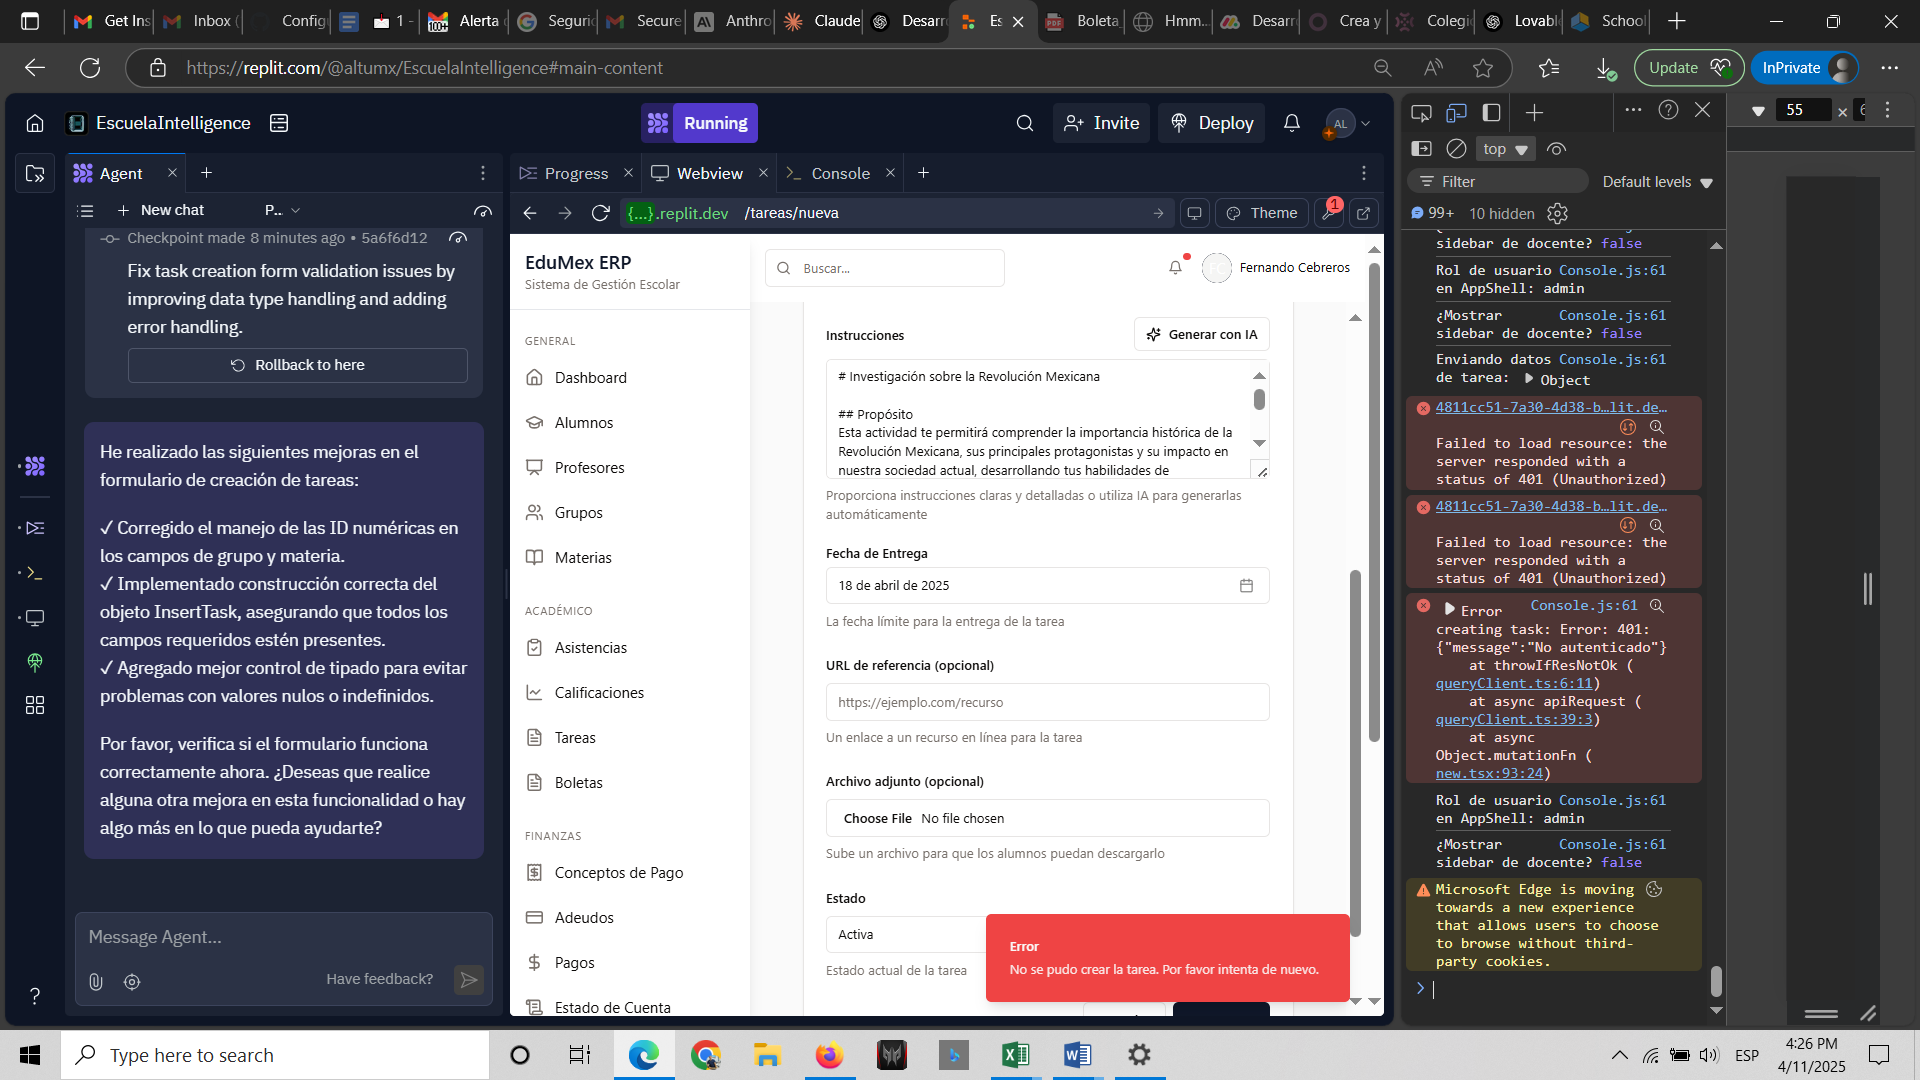 Get Ins
Inbox (
Config
1 -
Alerta
Seguri
Secure
Anthro
Claude
Desarr
Es
Boleta
Hmm...
Desarr
Crea y
Colegi
Lovabl
School
https://replit.com/@altumx/EscuelaIntelligence#main-content
Update
InPrivate
EscuelaIntelligence
Running
Invite
Deploy
AL
Agent
New chat
P...
Checkpoint made 8 minutes ago • 5a6f6d12
Fix task creation form validation issues by
improving data type handling and adding
error handling.
Rollback to here
He realizado las siguientes mejoras en el
formulario de creación de tareas:
✓ Corregido el manejo de las ID numéricas en
los campos de grupo y materia.
✓ Implementado construcción correcta del
objeto InsertTask, asegurando que todos los
campos requeridos estén presentes.
✓ Agregado mejor control de tipado para evitar
problemas con valores nulos o indefinidos.
Por favor, verifica si el formulario funciona
correctamente ahora. ¿Deseas que realice
alguna otra mejora en esta funcionalidad o hay
algo más en lo que pueda ayudarte?
Message Agent...
Have feedback?
Progress
Webview
Console
{...}.replit.dev /tareas/nueva
Theme
1
EduMex ERP
Sistema de Gestión Escolar
GENERAL
Dashboard
Alumnos
Profesores
Grupos
Materias
ACADÉMICO
Asistencias
Calificaciones
Tareas
Boletas
FINANZAS
Conceptos de Pago
Adeudos
Pagos
Estado de Cuenta
Buscar...
Fernando Cebreros
Instrucciones
Generar con IA
# Investigación sobre la Revolución Mexicana
## Propósito
Esta actividad te permitirá comprender la importancia histórica de la
Revolución Mexicana, sus principales protagonistas y su impacto en
nuestra sociedad actual, desarrollando tus habilidades de
Proporciona instrucciones claras y detalladas o utiliza IA para generarlas
automáticamente
Fecha de Entrega
18 de abril de 2025
La fecha límite para la entrega de la tarea
URL de referencia (opcional)
https://ejemplo.com/recurso
Un enlace a un recurso en línea para la tarea
Archivo adjunto (opcional)
Choose File No file chosen
Sube un archivo para que los alumnos puedan descargarlo
Estado
Activa
Estado actual de la tarea
Error
No se pudo crear la tarea. Por favor intenta de nuevo.
top
Filter
Default levels
99+
10 hidden
55
sidebar de docente? false
Rol de usuario Console.js:61
en AppShell: admin
¿Mostrar Console.js:61
sidebar de docente? false
Enviando datos Console.js:61
de tarea: Object
4811cc51-7a30-4d38-b…lit.de…
Failed to load resource: the
server responded with a
status of 401 (Unauthorized)
4811cc51-7a30-4d38-b…lit.de…
Failed to load resource: the
server responded with a
status of 401 (Unauthorized)
Error Console.js:61
creating task: Error: 401:
{"message":"No autenticado"}
at throwIfResNotOk (
queryClient.ts:6:11)
at async apiRequest (
queryClient.ts:39:3)
at async
Object.mutationFn (
new.tsx:93:24)
Rol de usuario Console.js:61
en AppShell: admin
¿Mostrar Console.js:61
sidebar de docente? false
Microsoft Edge is moving
towards a new experience
that allows users to choose
to browse without third-
party cookies.
Type here to search
ESP
4:26 PM
4/11/2025